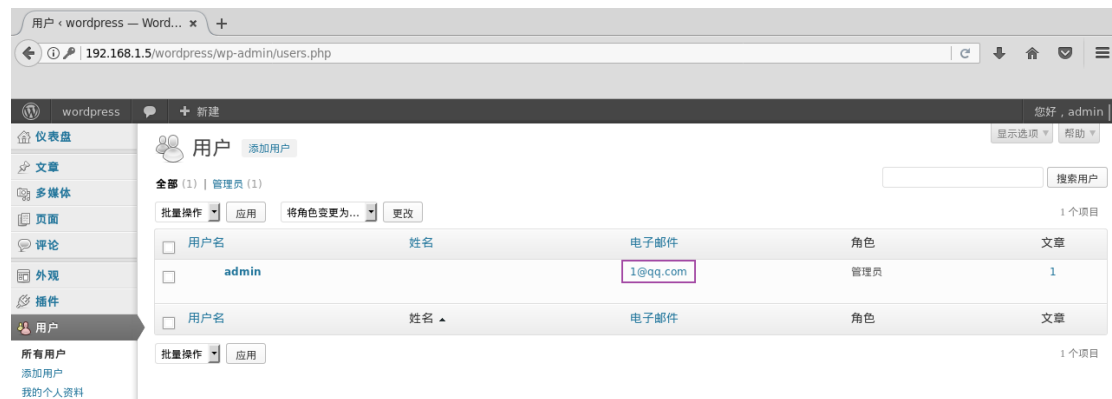 用户 ‹ wordpress — Word... × +
192.168.1.5/wordpress/wp-admin/users.php
wordpress + 新建 您好，admin
仪表盘
文章
多媒体
页面
评论
外观
插件
用户
所有用户
添加用户
我的个人资料
显示选项 帮助
用户 添加用户
全部 (1) | 管理员 (1) 搜索用户
批量操作 应用 将角色变更为... 更改 1 个项目
用户名 姓名 电子邮件 角色 文章
admin 1@qq.com 管理员 1
用户名 姓名 电子邮件 角色 文章
批量操作 应用 1 个项目